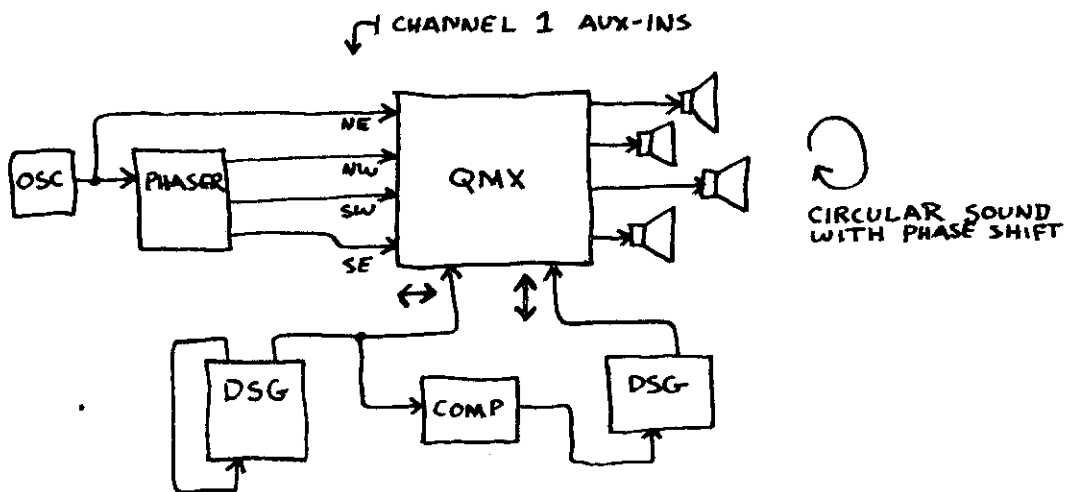 CHANNEL 1 AUX-INS
NE
NW
SW
SE
OSC
PHASER
QMX
CIRCULAR SOUND
WITH PHASE SHIFT
DSG
COMP
DSG